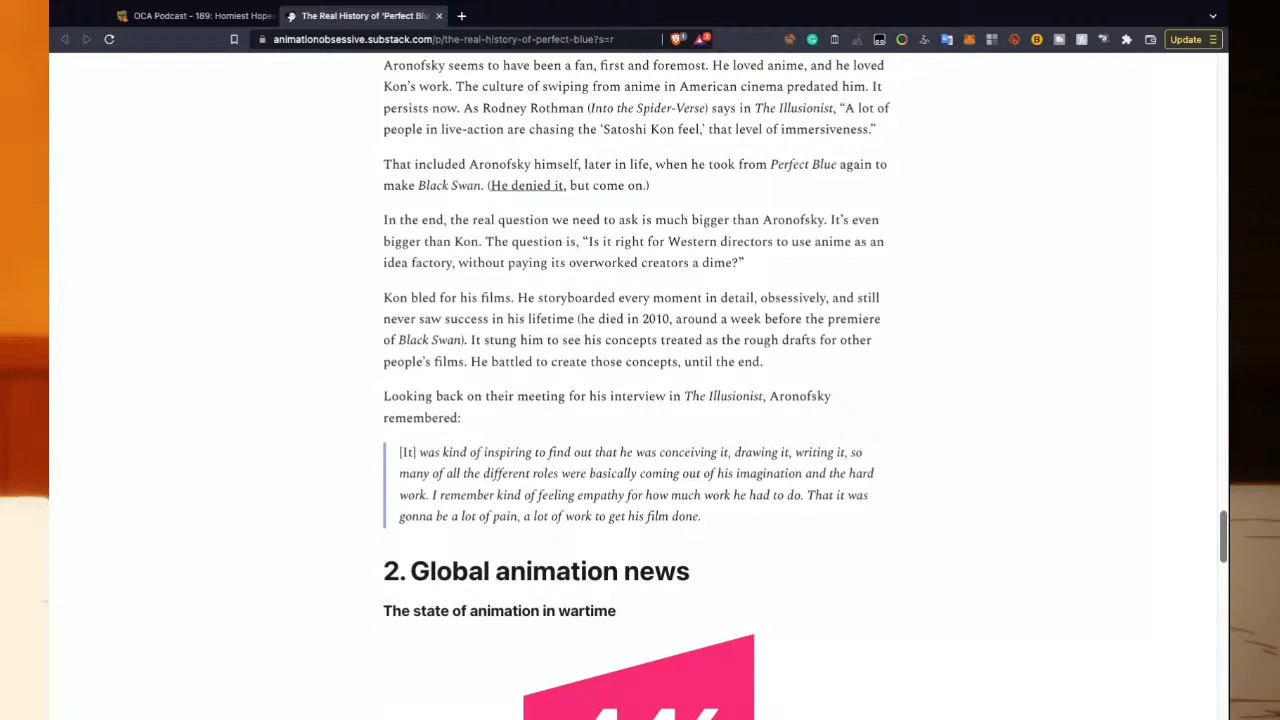 OCA Podcast - 189: Homiest Hope
The Real History of 'Perfect Blu
animationobsessive.substack.com/p/the-real-history-of-perfect-blue?s=r
Update
Aronofsky seems to have been a fan, first and foremost. He loved anime, and he loved
Kon's work. The culture of swiping from anime in American cinema predated him. It
persists now. As Rodney Rothman (Into the Spider-Verse) says in The Illusionist, “A lot of
people in live-action are chasing the ‘Satoshi Kon feel,’ that level of immersiveness.”
That included Aronofsky himself, later in life, when he took from Perfect Blue again to
make Black Swan. (He denied it, but come on.)
In the end, the real question we need to ask is much bigger than Aronofsky. It’s even
bigger than Kon. The question is, “Is it right for Western directors to use anime as an
idea factory, without paying its overworked creators a dime?”
Kon bled for his films. He storyboarded every moment in detail, obsessively, and still
never saw success in his lifetime (he died in 2010, around a week before the premiere
of Black Swan). It stung him to see his concepts treated as the rough drafts for other
people’s films. He battled to create those concepts, until the end.
Looking back on their meeting for his interview in The Illusionist, Aronofsky
remembered:
[It] was kind of inspiring to find out that he was conceiving it, drawing it, writing it, so
many of all the different roles were basically coming out of his imagination and the hard
work. I remember kind of feeling empathy for how much work he had to do. That it was
gonna be a lot of pain, a lot of work to get his film done.
2. Global animation news
The state of animation in wartime